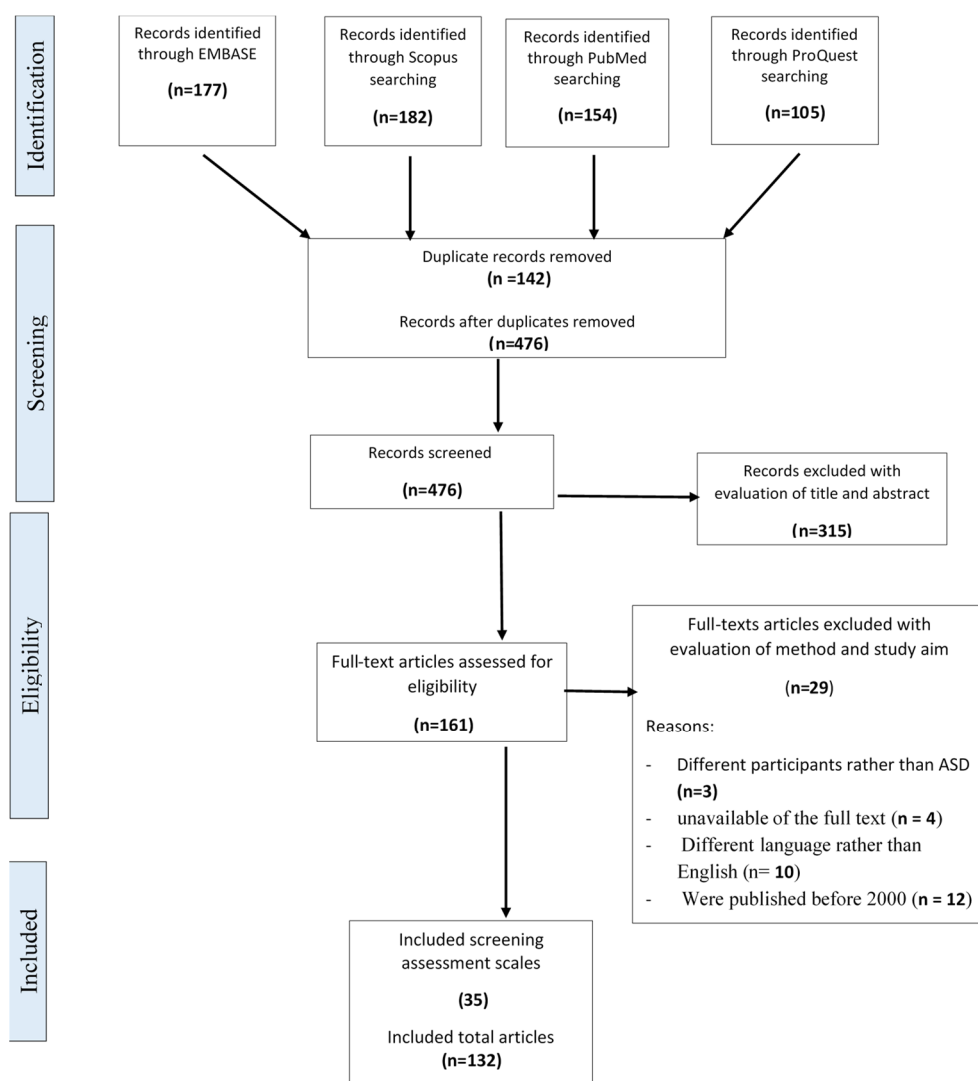 Identification
Records identified
through EMBASE
(n=177)
Records identified
through Scopus
searching
(n=182)
Records identified
through PubMed
searching
(n=154)
Records identified
through ProQuest
searching
(n=105)
Screening
Duplicate records removed
(n =142)
Records after duplicates removed
(n=476)
Records screened
(n=476)
Records excluded with
evaluation of title and abstract
(n=315)
Eligibility
Full-text articles assessed for
eligibility
(n=161)
Full-texts articles excluded with
evaluation of method and study aim
(n=29)
Reasons:
- Different participants rather than ASD
(n=3)
- unavailable of the full text (n = 4)
- Different language rather than
English (n= 10)
- Were published before 2000 (n = 12)
Included
Included screening
assessment scales
(35)
Included total articles
(n=132)